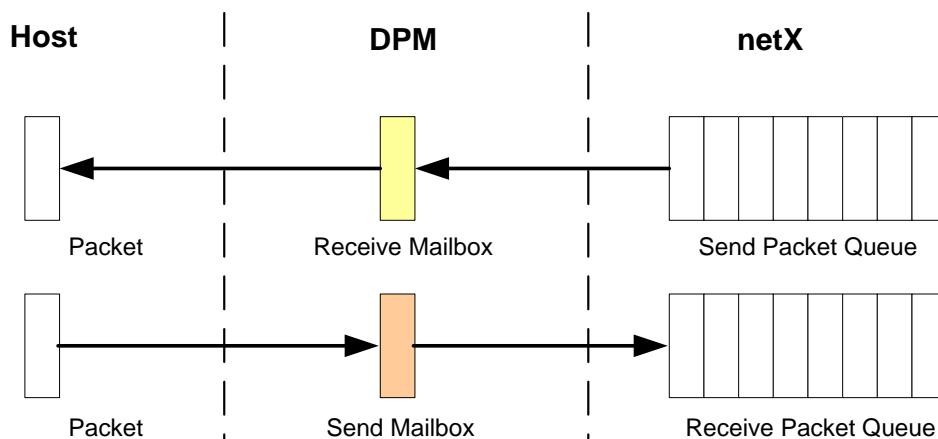 Host DPM netX
Packet Receive Mailbox Send Packet Queue
Packet Send Mailbox Receive Packet Queue